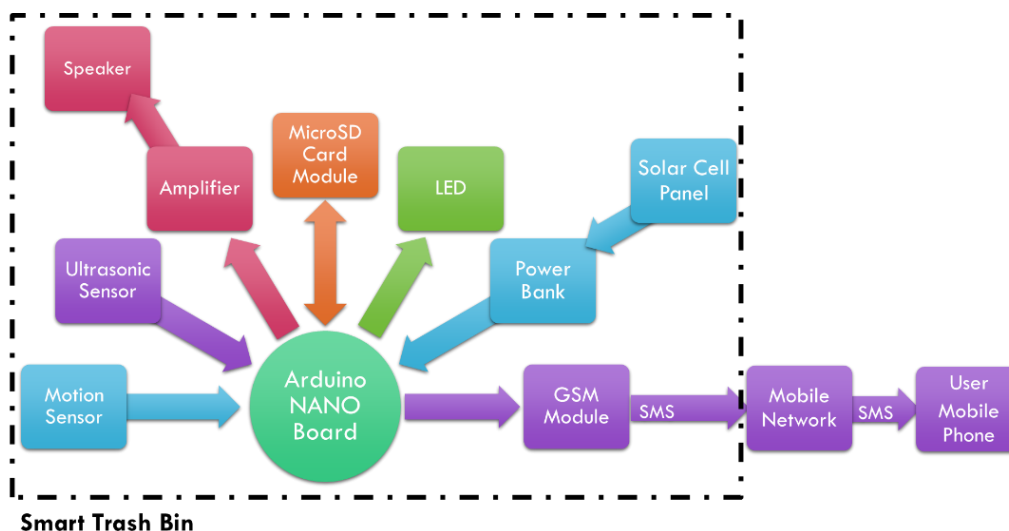 Speaker
MicroSD
Card
Module
Solar Cell
Panel
Amplifier
LED
Ultrasonic
Sensor
Power
Bank
Motion
Sensor
Arduino
NANO
Board
GSM
Module
SMS
Mobile
Network
SMS
User
Mobile
Phone
Smart Trash Bin